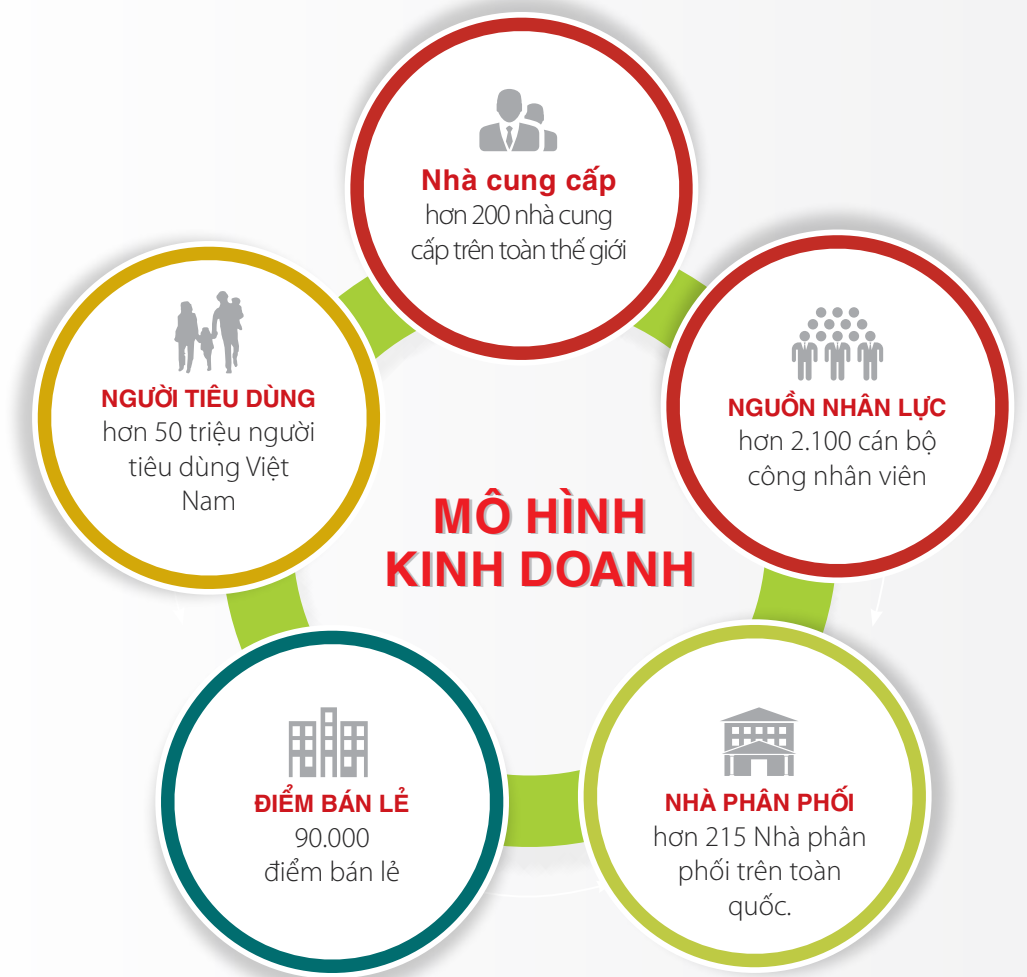 Nhà cung cấp
hơn 200 nhà cung
cấp trên toàn thế giới
NGUỒN NHÂN LỰC
hơn 2.100 cán bộ
công nhân viên
NHÀ PHÂN PHỐI
hơn 215 Nhà phân
phối trên toàn
quốc.
ĐIỂM BÁN LẺ
90.000
điểm bán lẻ
NGƯỜI TIÊU DÙNG
hơn 50 triệu người
tiêu dùng Việt
Nam
MÔ HÌNH
KINH DOANH